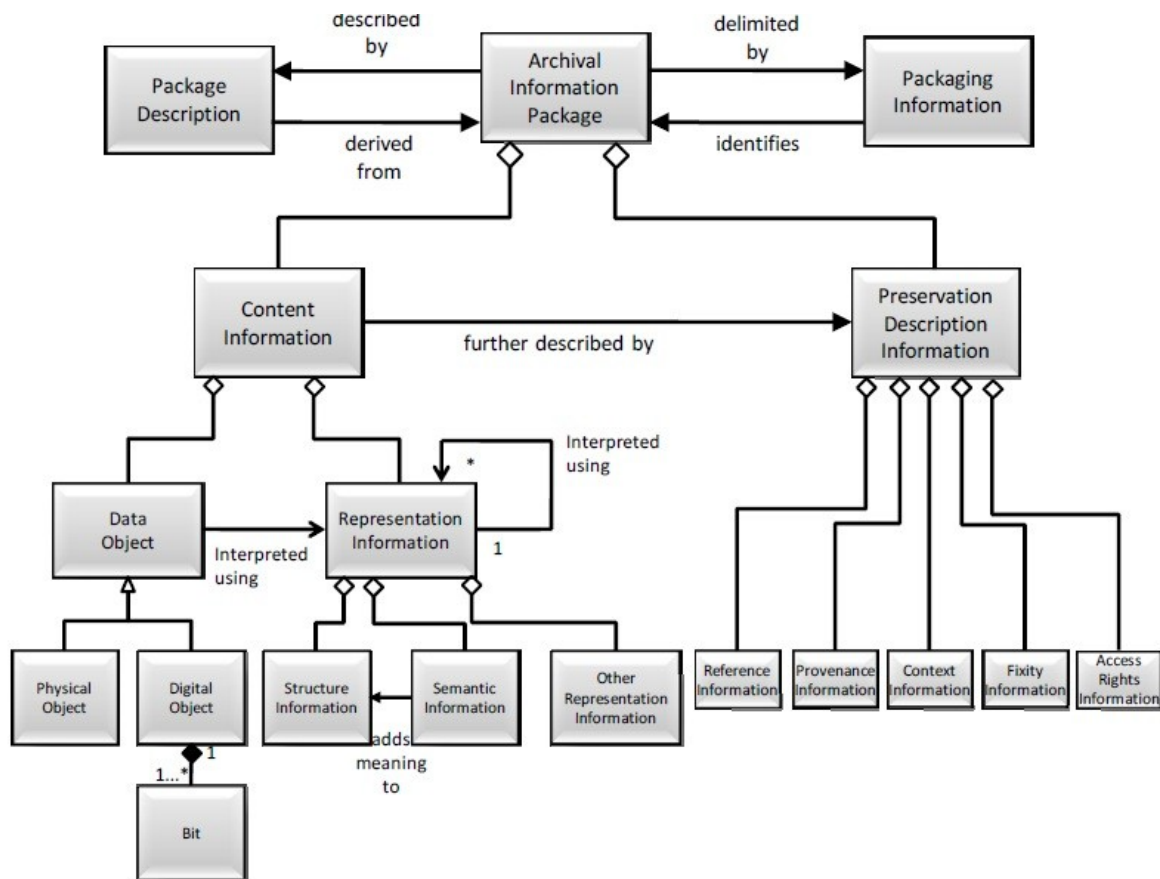 described
by
Archival
Information
Package
delimited
by
Package
Description
Packaging
Information
derived
from
identifies
Content
Information
further described by
Preservation
Description
Information
Interpreted
using
*
1
Data
Object
Interpreted
using
Representation
Information
Physical
Object
Digital
Object
Structure
Information
Semantic
Information
Other
Representation
Information
Reference
Information
Provenance
Information
Context
Information
Fixity
Information
Access
Rights
Information
adds
meaning
to
1
1...*
Bit